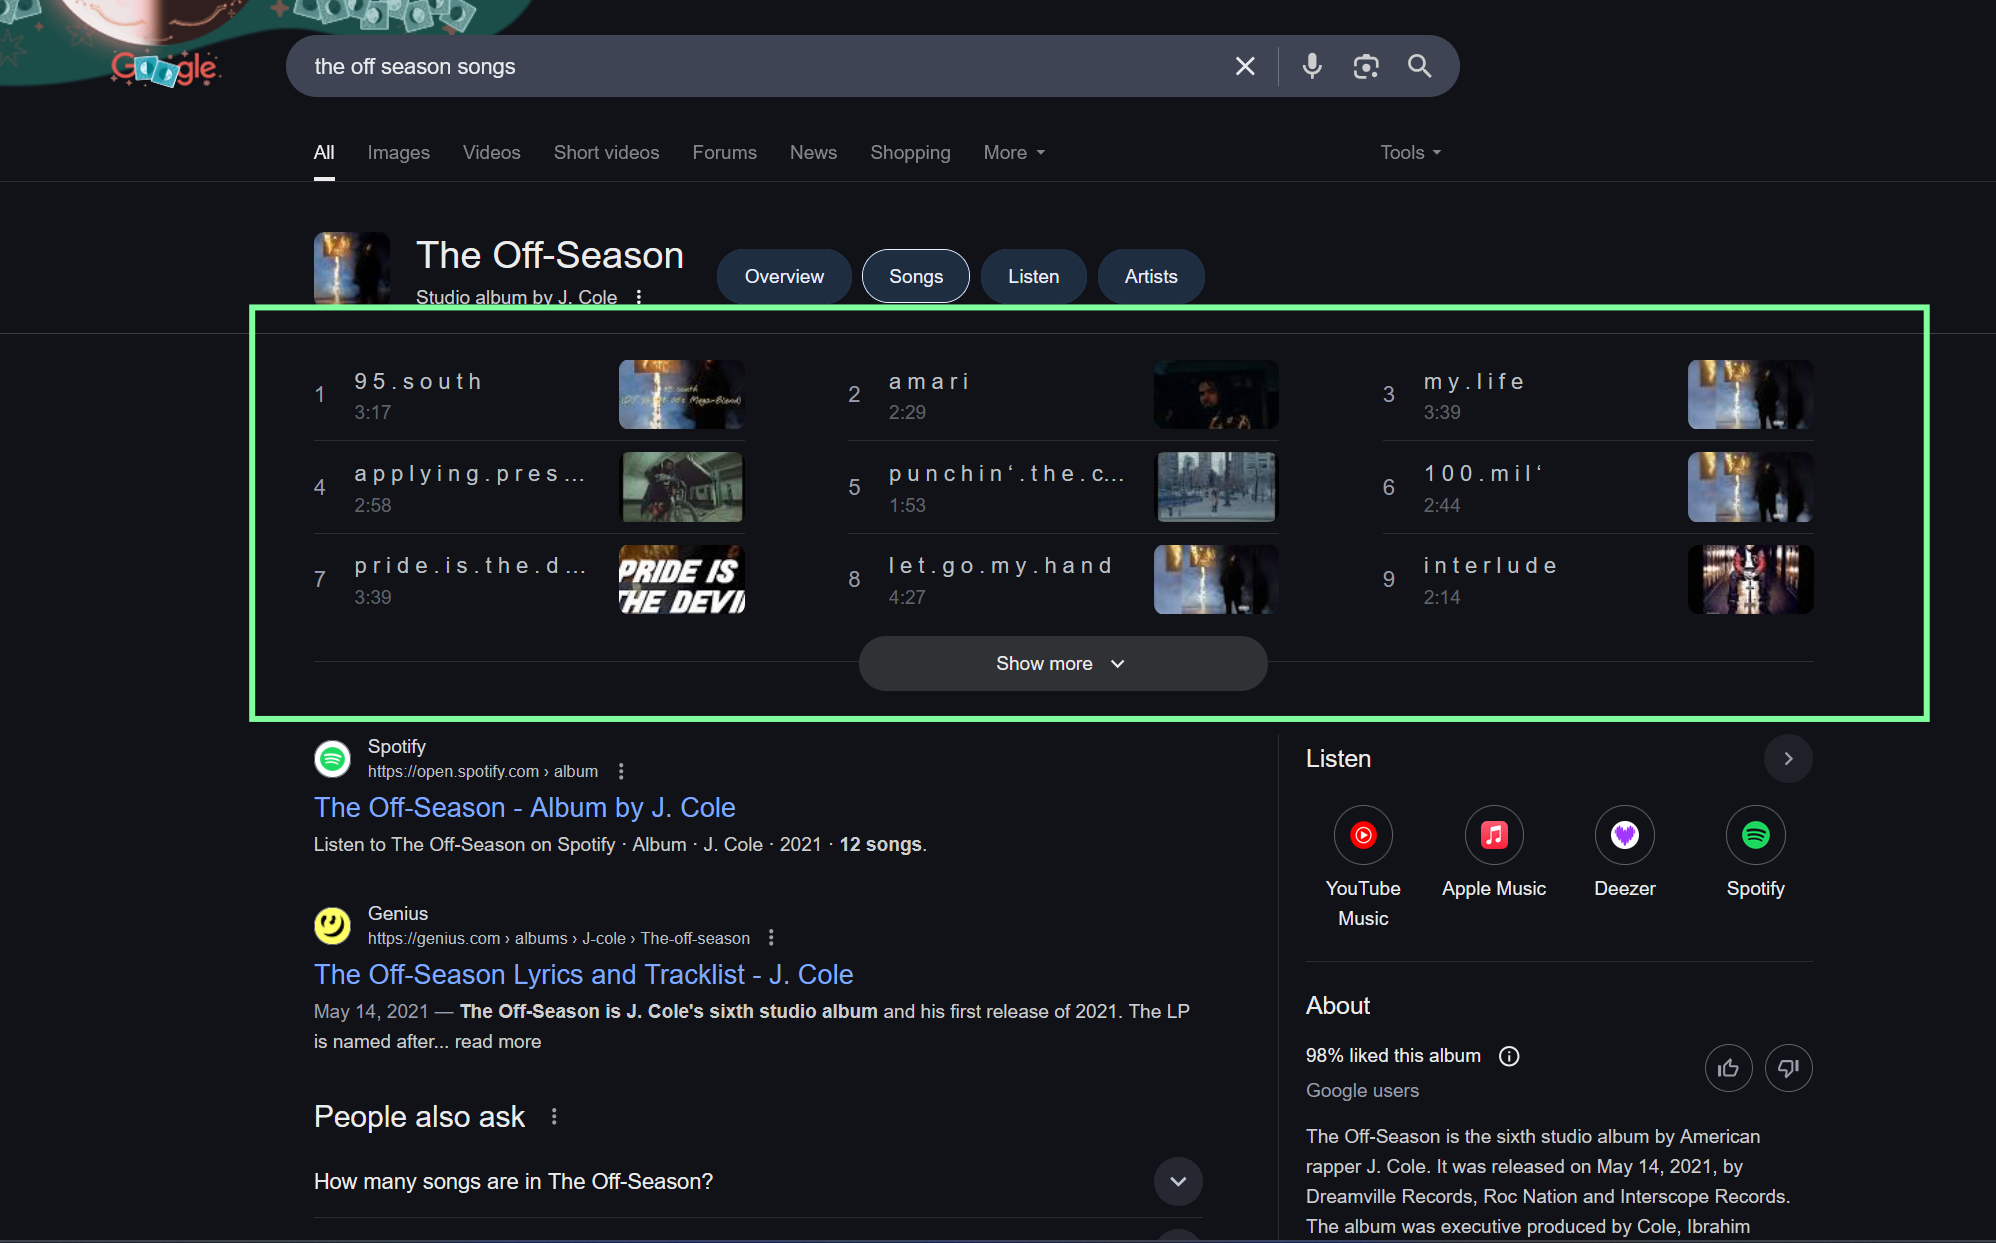 Google
the off season songs
All Images Videos Short videos Forums News Shopping More Tools
The Off-Season
Studio album by J. Cole
Overview Songs Listen Artists
1 95.south 3:17
2 amari 2:29
3 my.life 3:39
4 applying.pres... 2:58
5 punchin‘.the.c... 1:53
6 100.mil‘ 2:44
7 pride.is.the.d... 3:39
PRIDE IS
THE DEVIL
8 let.go.my.hand 4:27
9 interlude 2:14
Show more
Spotify
https://open.spotify.com › album
The Off-Season - Album by J. Cole
Listen to The Off-Season on Spotify · Album · J. Cole · 2021 · 12 songs.
Genius
https://genius.com › albums › J-cole › The-off-season
The Off-Season Lyrics and Tracklist - J. Cole
May 14, 2021 — The Off-Season is J. Cole's sixth studio album and his first release of 2021. The LP
is named after... read more
People also ask
How many songs are in The Off-Season?
Listen
YouTube Music
Apple Music
Deezer
Spotify
About
98% liked this album
Google users
The Off-Season is the sixth studio album by American
rapper J. Cole. It was released on May 14, 2021, by
Dreamville Records, Roc Nation and Interscope Records.
The album was executive produced by Cole, Ibrahim